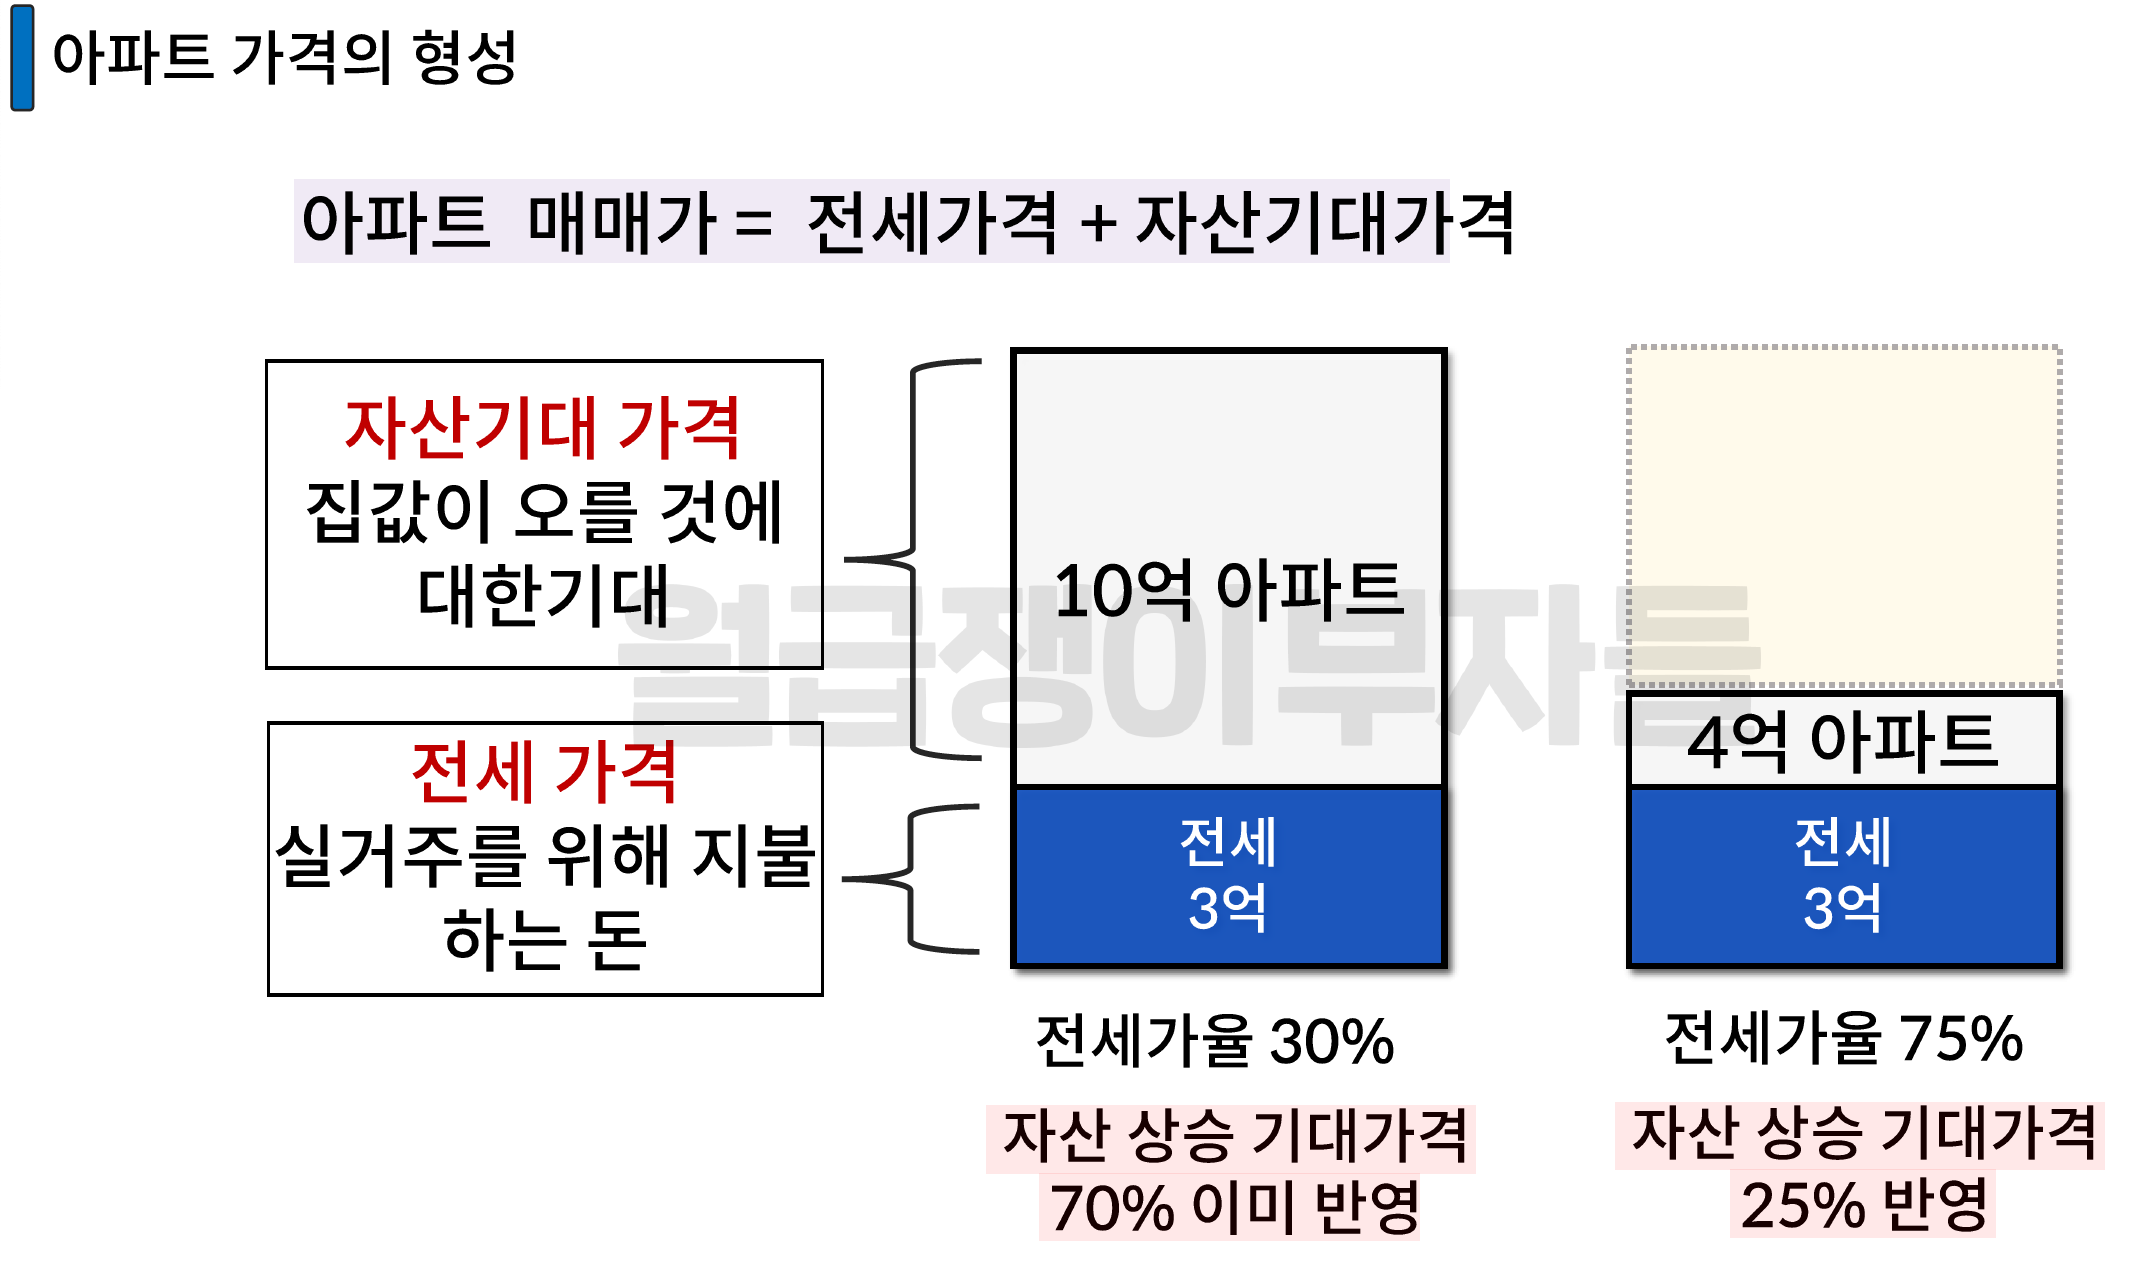 아파트 가격의 형성
아파트 매매가 = 전세가격 + 자산기대가격
자산기대 가격
집값이 오를 것에
대한기대
전세 가격
실거주를 위해 지불
하는 돈
10억 아파트
전세
3억
전세가율 30%
자산 상승 기대가격
70% 이미 반영
4억 아파트
전세
3억
전세가율 75%
자산 상승 기대가격
25% 반영
월급쟁이부자들